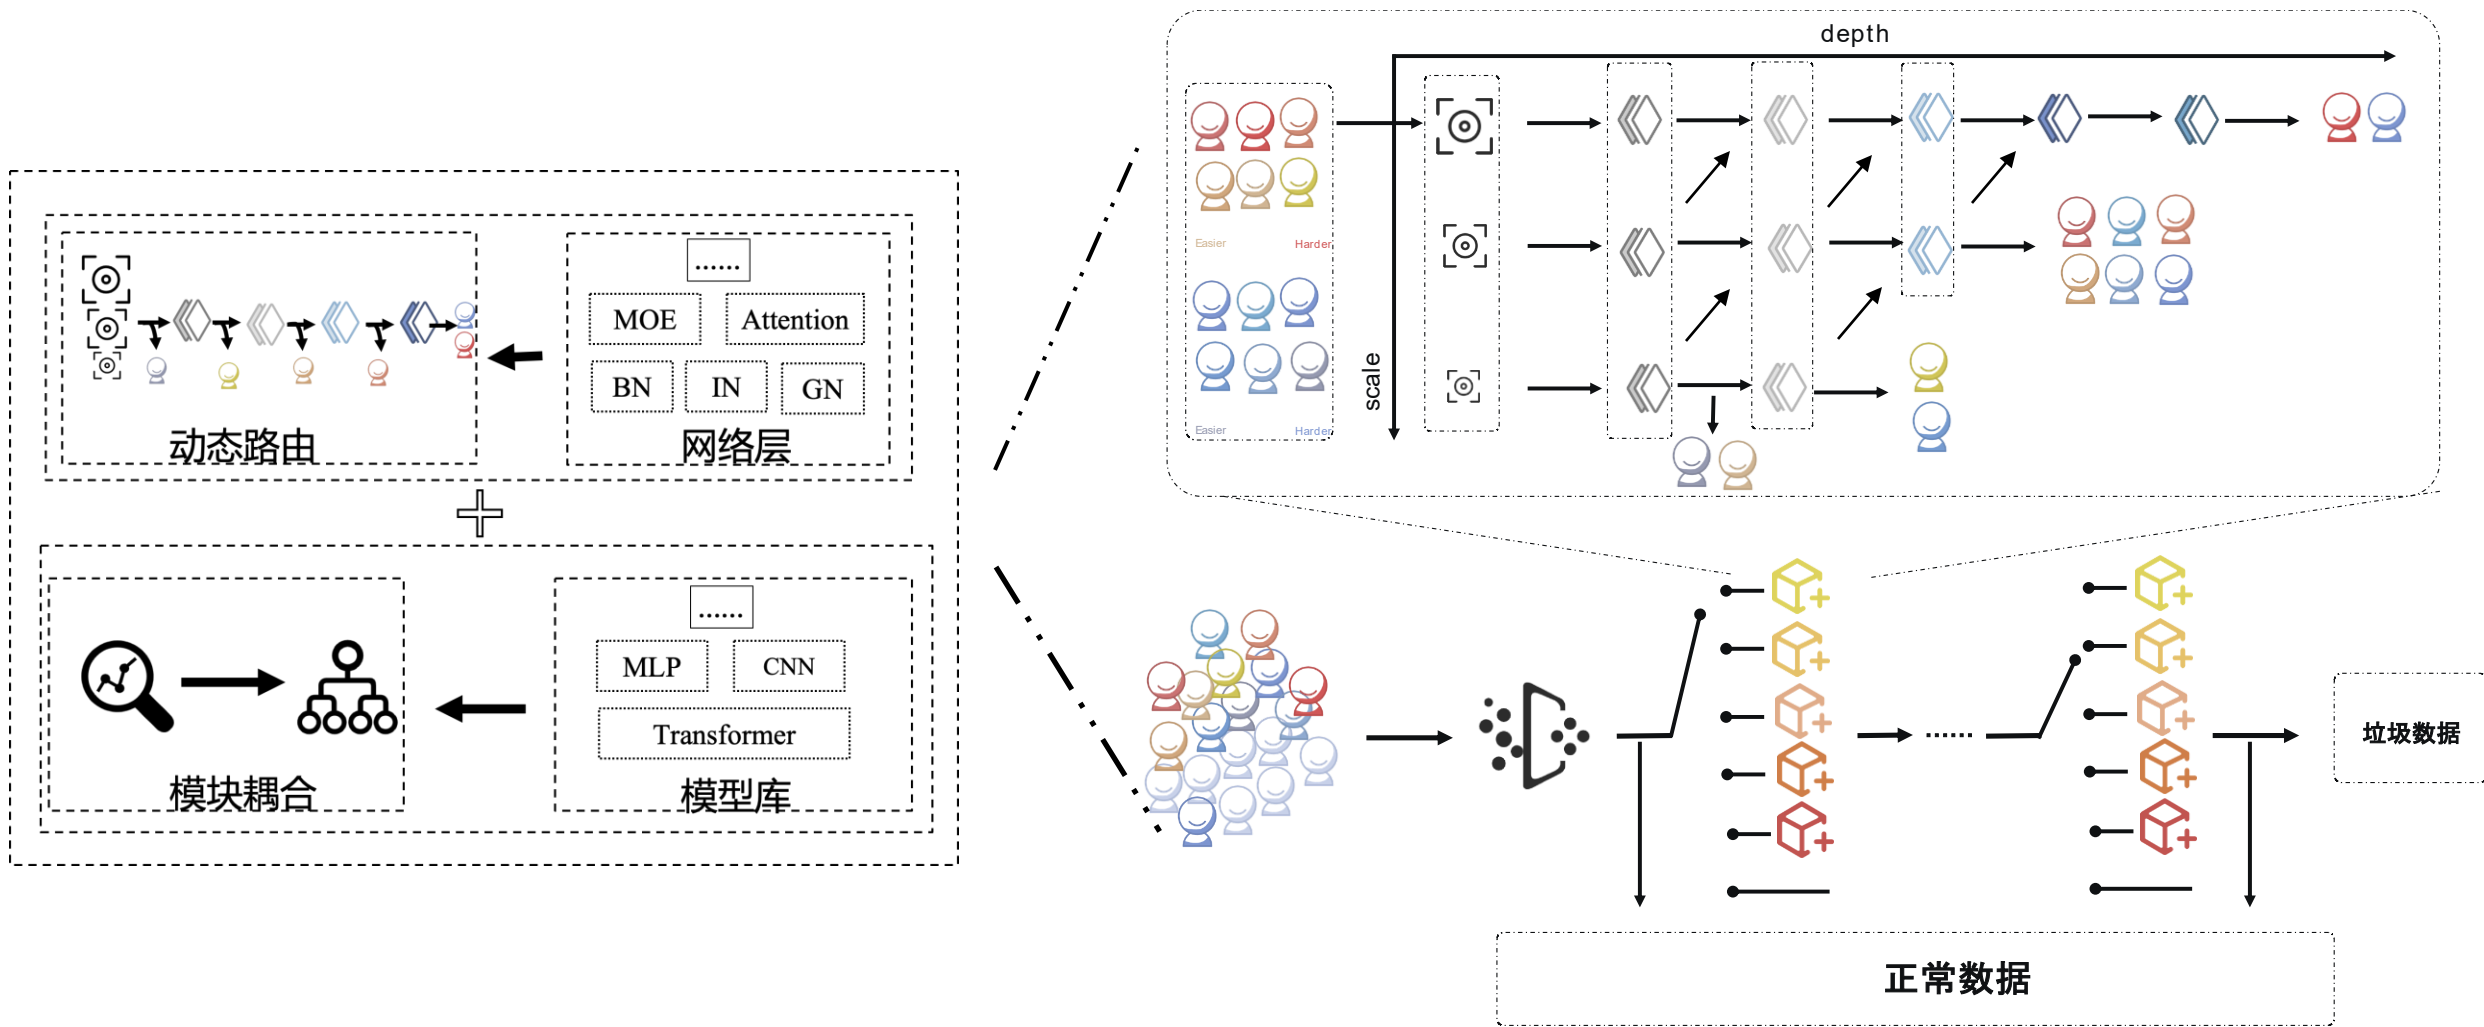 ......
MOE
Attention
BN
IN
GN
动态路由
网络层
......
MLP
CNN
Transformer
模块耦合
模型库
depth
scale
Easier
Harder
Easier
Harder
......
垃圾数据
正常数据